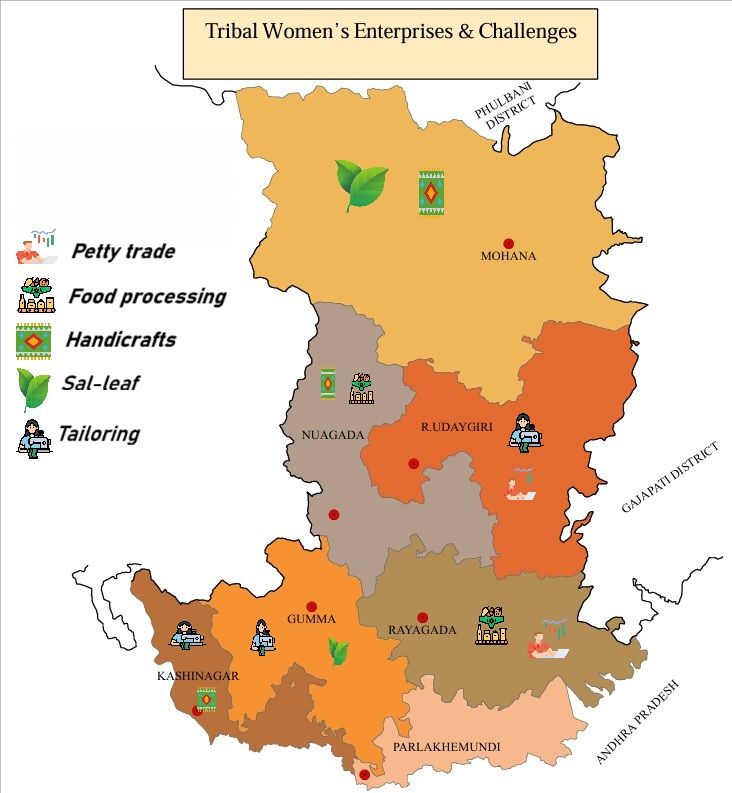 Tribal Women's Enterprises & Challenges
PHULBANI
DISTRICT
MOHANA
Petty trade
Food processing
Handicrafts
Sal-leaf
Tailoring
NUAGADA
R.UDAYGIRI
GAJAPATI DISTRICT
GUMMA
RAYAGADA
KASHINAGAR
ANDHRA PRADESH
PARLAKHEMUNDI